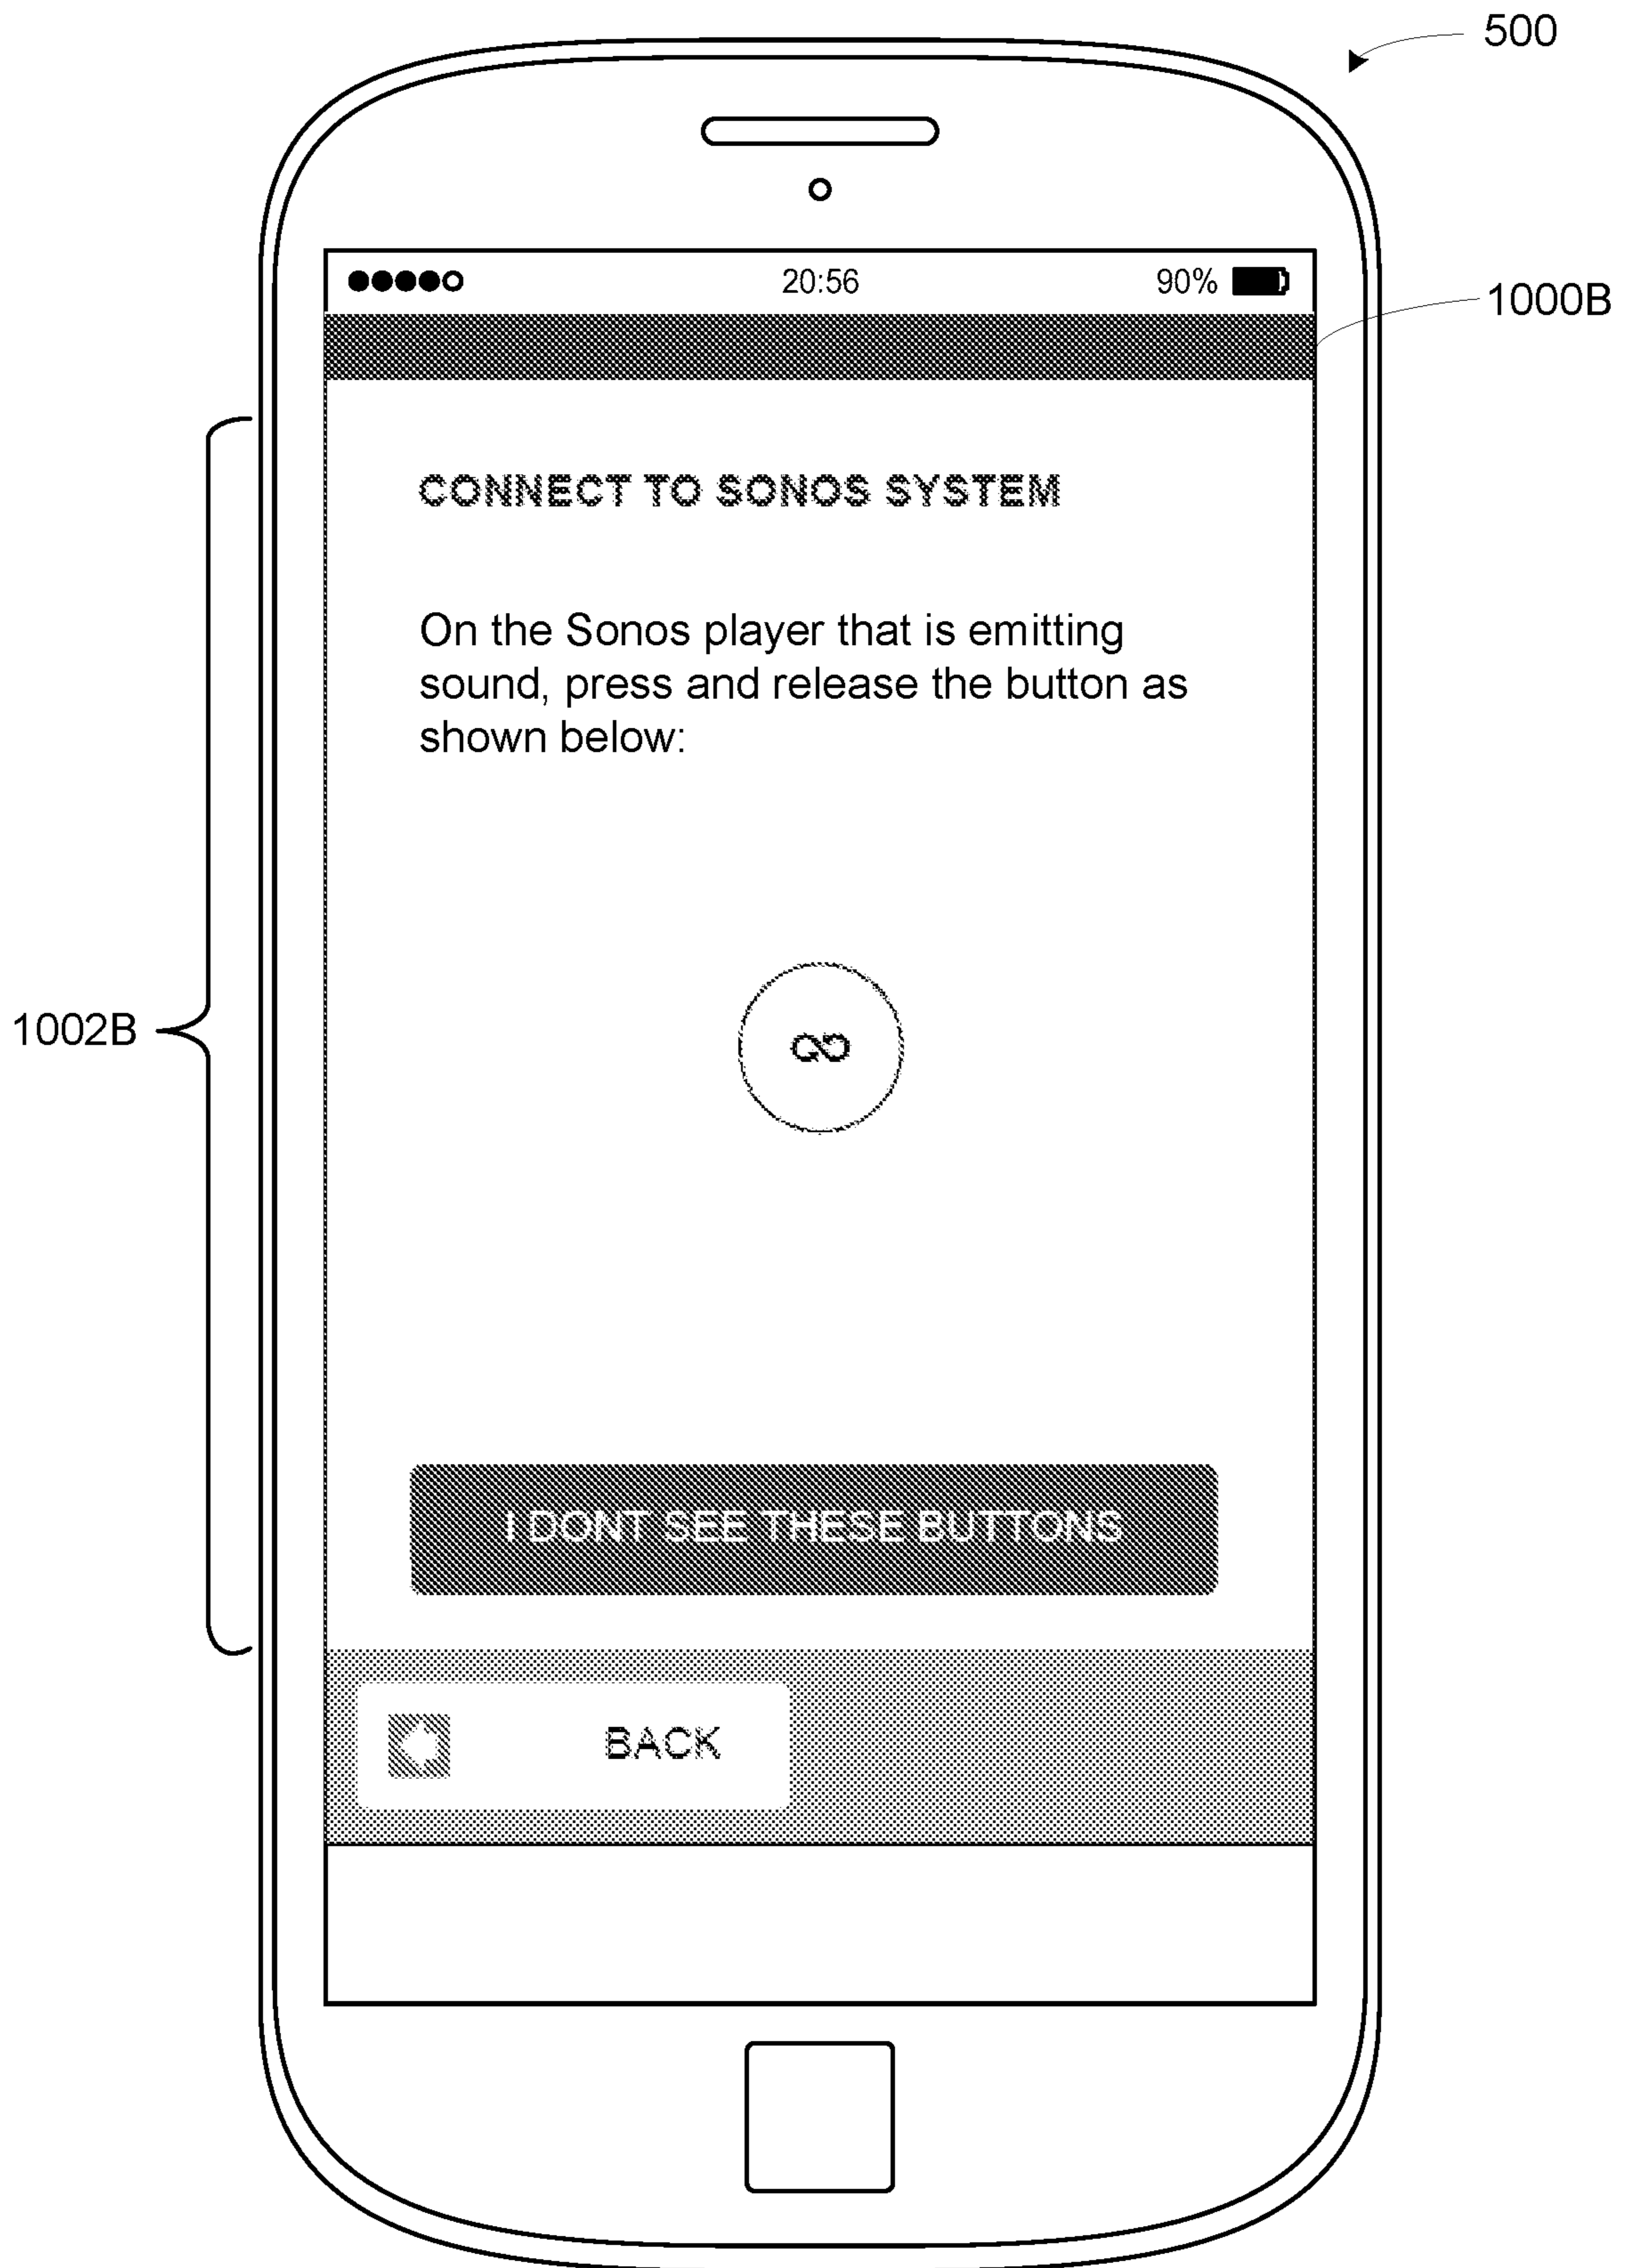 500
20:56
90%
1000B
CONNECT TO SONOS SYSTEM
On the Sonos player that is emitting
sound, press and release the button as
shown below:
1002B
I DONT SEE THESE BUTTONS
BACK